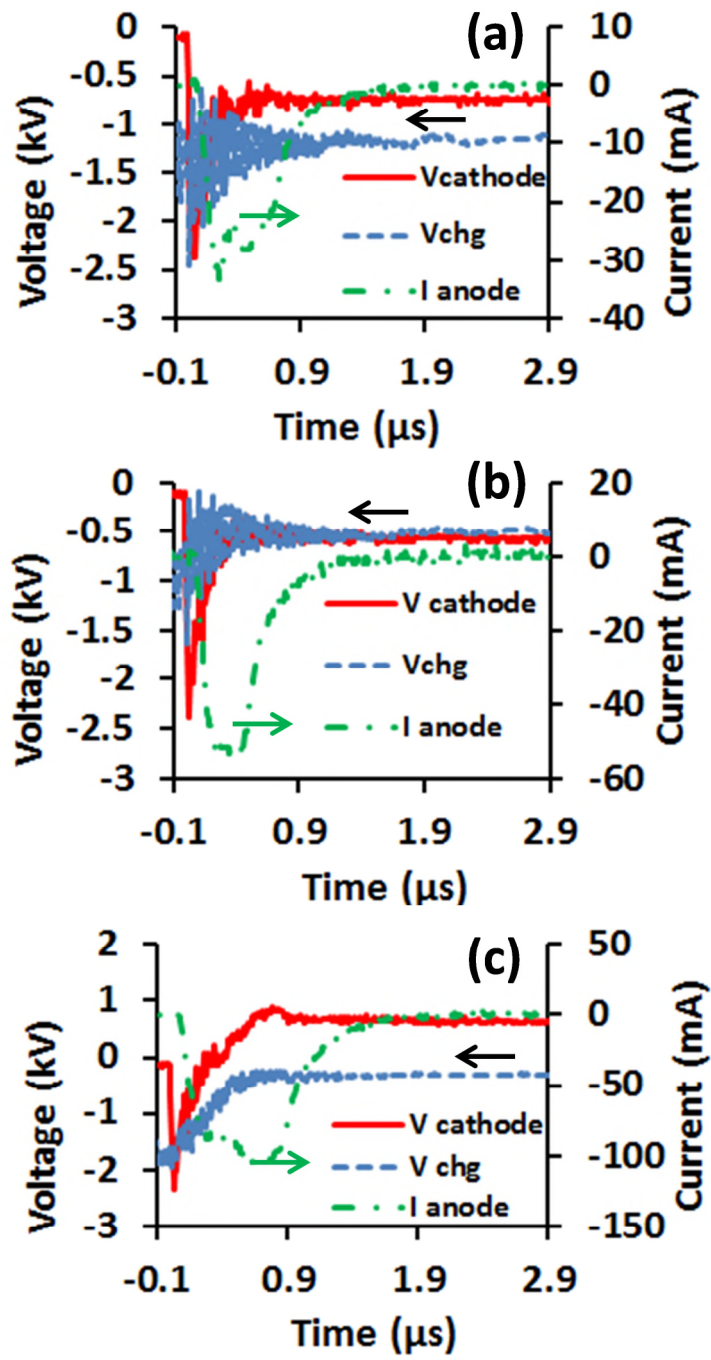 (a)
0
-0.5
-1
-1.5
-2
-2.5
-3
Voltage (kV)
10
0
-10
-20
-30
-40
Current (mA)
Vcathode
Vchg
I anode
-0.1 0.9 1.9 2.9
Time (µs)
(b)
0
-0.5
-1
-1.5
-2
-2.5
-3
Voltage (kV)
20
0
-20
-40
-60
Current (mA)
V cathode
Vchg
I anode
-0.1 0.9 1.9 2.9
Time (µs)
(c)
2
1
0
-1
-2
-3
Voltage (kV)
50
0
-50
-100
-150
Current (mA)
V cathode
V chg
I anode
-0.1 0.9 1.9 2.9
Time (µs)